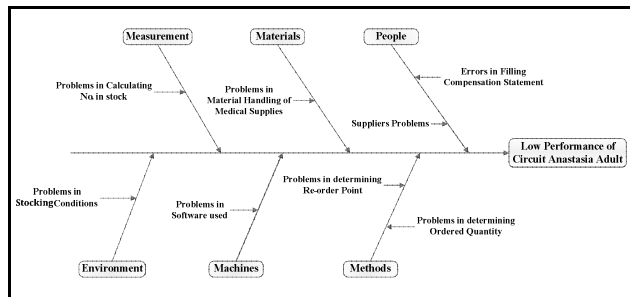 Measurement
Materials
People
Problems in Calculating
No. in stock
Problems in
Material Handling of
Medical Supplies
Errors in Filling
Compensation Statement
Suppliers Problems
Low Performance of
Circuit Anastasia Adult
Problems in
Stocking Conditions
Problems in
Software used
Problems in determining
Re-order Point
Problems in determining
Ordered Quantity
Environment
Machines
Methods